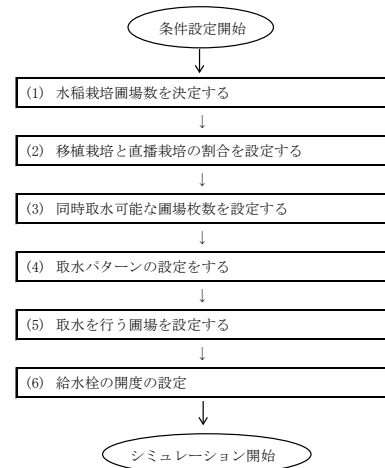 条件設定開始
(1) 水稲栽培圃場数を決定する
↓
(2) 移植栽培と直播栽培の割合を設定する
↓
(3) 同時取水可能な圃場枚数を設定する
↓
(4) 取水パターンの設定をする
↓
(5) 取水を行う圃場を設定する
↓
(6) 給水栓の開度の設定
シミュレーション開始